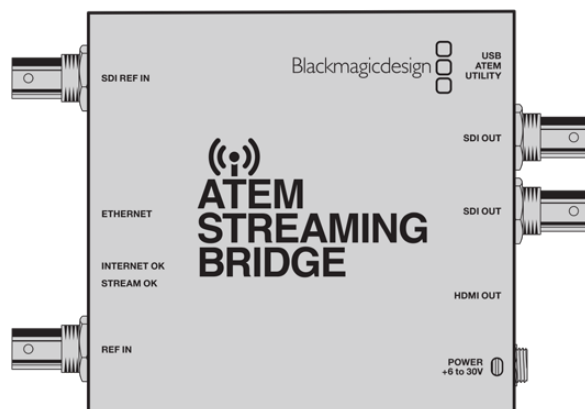 SDI REF IN
Blackmagicdesign
USB
ATEM
UTILITY
SDI OUT
ATEM
STREAMING
BRIDGE
ETHERNET
SDI OUT
INTERNET OK
STREAM OK
HDMI OUT
REF IN
POWER
+6 to 30V